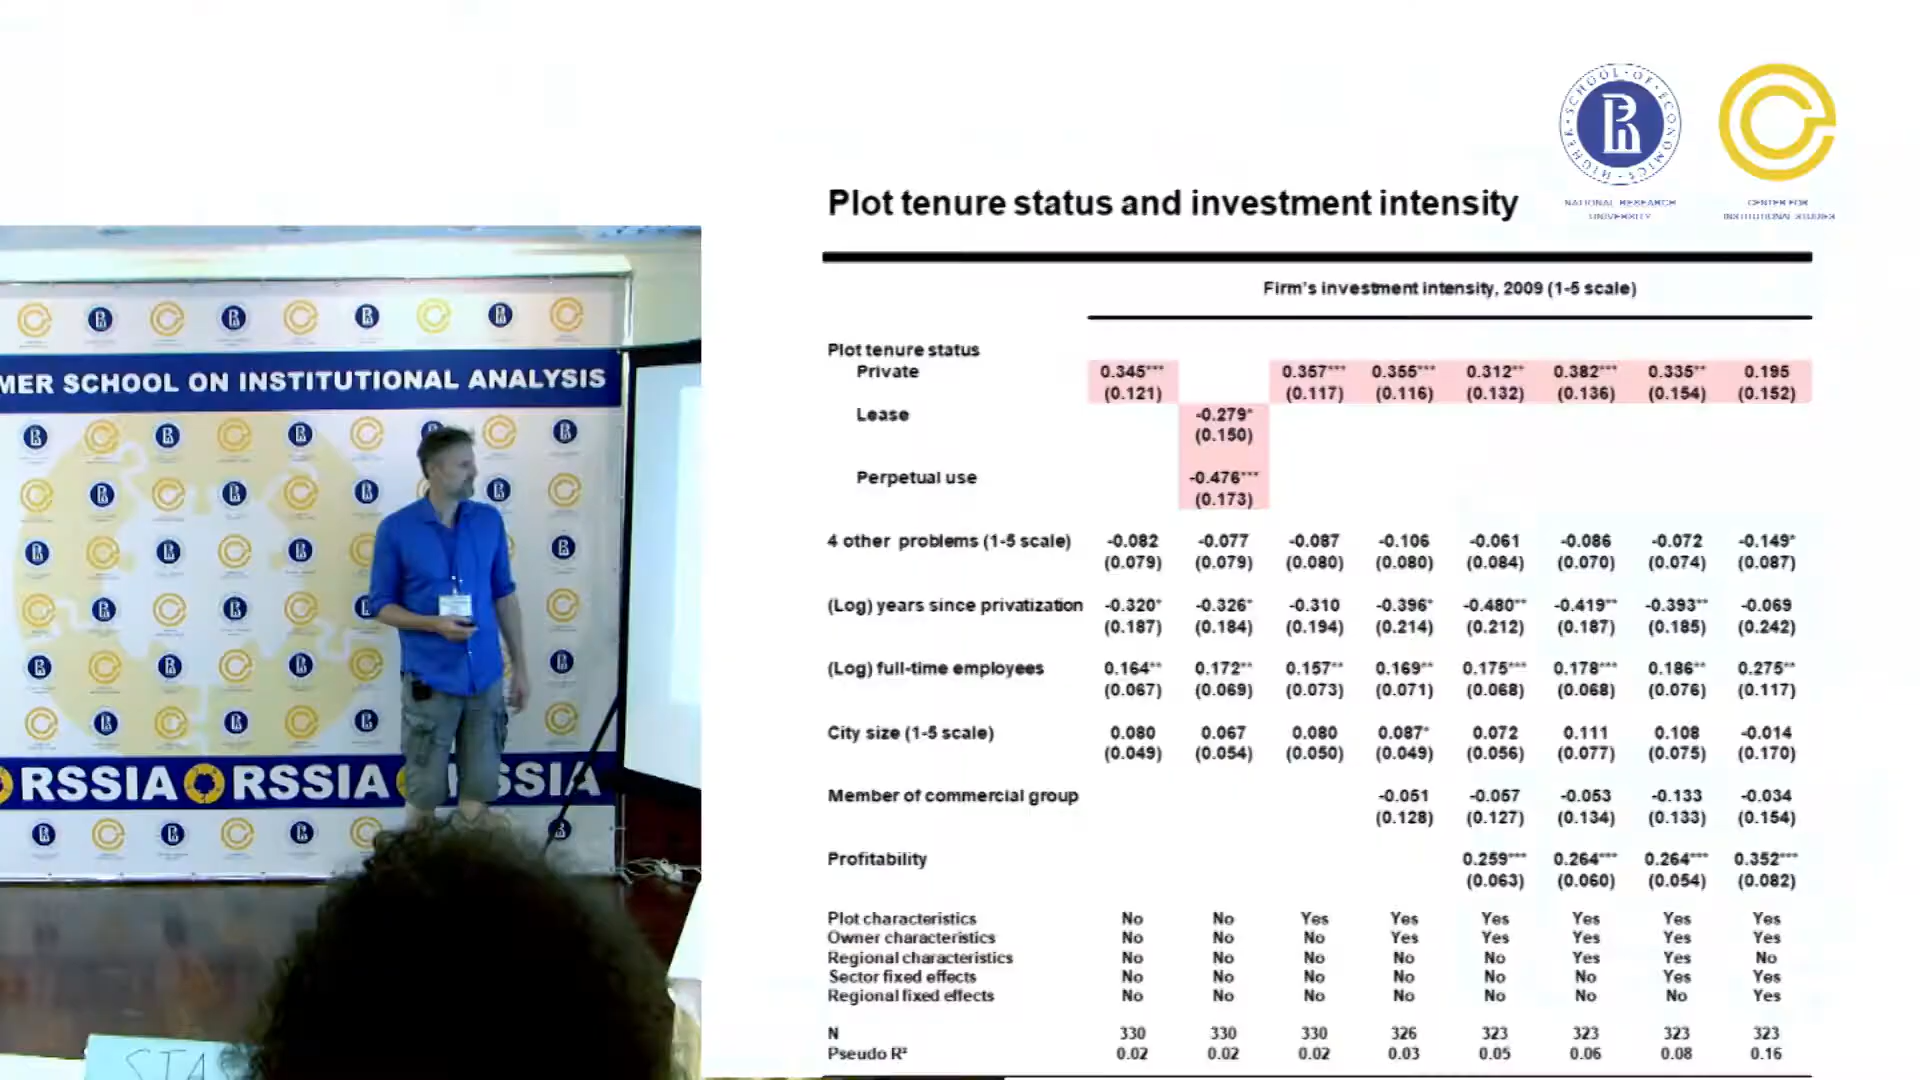 HIGHER · SCHOOL · OF · ECONOMICS
NATIONAL RESEARCH
UNIVERSITY
CENTER FOR
INSTITUTIONAL STUDIES
Plot tenure status and investment intensity
Firm's investment intensity, 2009 (1-5 scale)
Plot tenure status
Private 0.345*** 0.357*** 0.355*** 0.312** 0.382*** 0.335** 0.195
(0.121) (0.117) (0.116) (0.132) (0.136) (0.154) (0.152)
Lease -0.279*
(0.150)
Perpetual use -0.476***
(0.173)
4 other problems (1-5 scale) -0.082 -0.077 -0.087 -0.106 -0.061 -0.086 -0.072 -0.149*
(0.079) (0.079) (0.080) (0.080) (0.084) (0.070) (0.074) (0.087)
(Log) years since privatization -0.320* -0.326* -0.310 -0.396* -0.480** -0.419** -0.393** -0.069
(0.187) (0.184) (0.194) (0.214) (0.212) (0.187) (0.185) (0.242)
(Log) full-time employees 0.164** 0.172** 0.157** 0.169** 0.175*** 0.178*** 0.186** 0.275**
(0.067) (0.069) (0.073) (0.071) (0.068) (0.068) (0.076) (0.117)
City size (1-5 scale) 0.080 0.067 0.080 0.087* 0.072 0.111 0.108 -0.014
(0.049) (0.054) (0.050) (0.049) (0.056) (0.077) (0.075) (0.170)
Member of commercial group -0.051 -0.057 -0.053 -0.133 -0.034
(0.128) (0.127) (0.134) (0.133) (0.154)
Profitability 0.259*** 0.264*** 0.264*** 0.352***
(0.063) (0.060) (0.054) (0.082)
Plot characteristics No No Yes Yes Yes Yes Yes Yes
Owner characteristics No No No Yes Yes Yes Yes Yes
Regional characteristics No No No No No Yes Yes No
Sector fixed effects No No No No No No Yes Yes
Regional fixed effects No No No No No No No Yes
N 330 330 330 326 323 323 323 323
Pseudo R² 0.02 0.02 0.02 0.03 0.05 0.06 0.08 0.16
MER SCHOOL ON INSTITUTIONAL ANALYSIS
RSSIA RSSIA SSIA
STAS